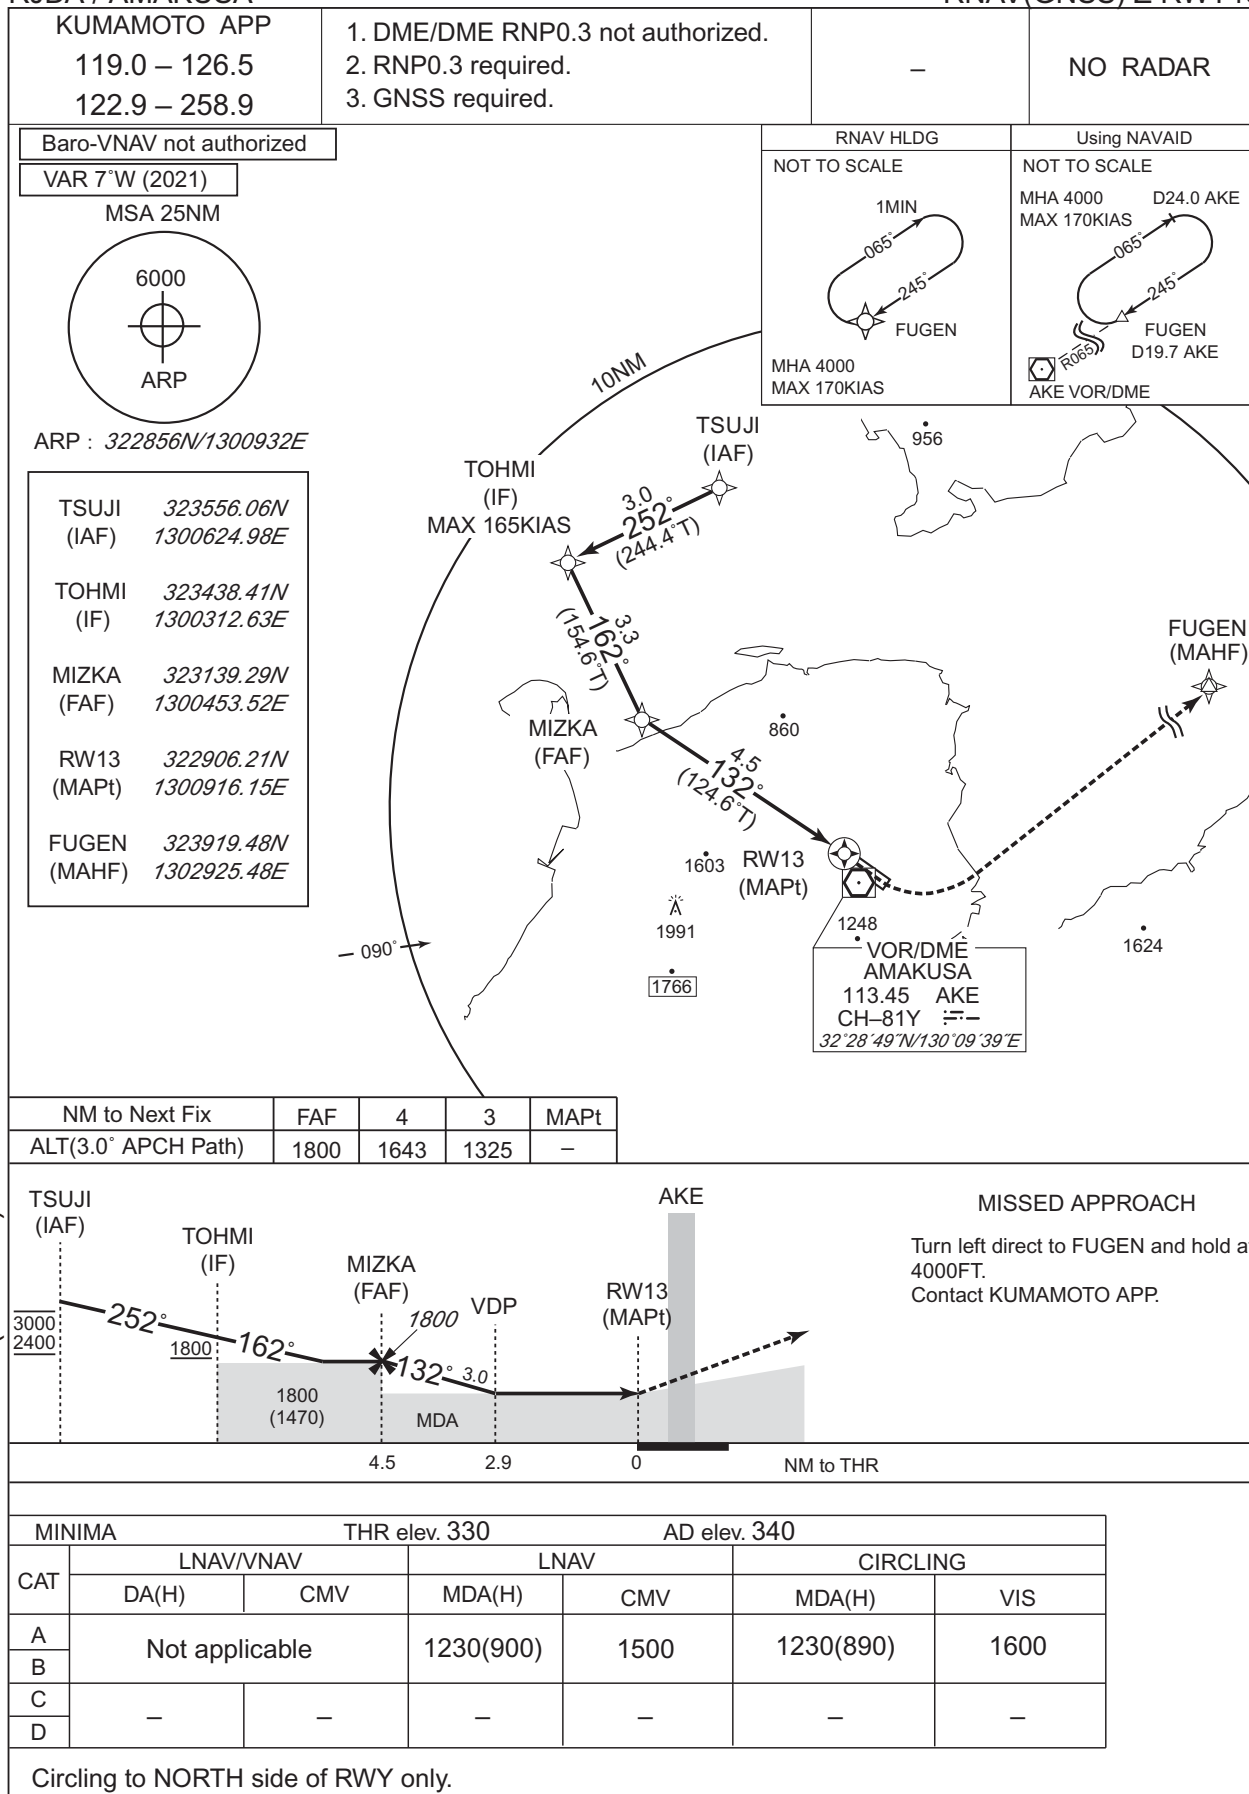 KUMAMOTO APP
119.0 – 126.5
122.9 – 258.9
1. DME/DME RNP0.3 not authorized.
2. RNP0.3 required.
3. GNSS required.
–
NO RADAR
Baro-VNAV not authorized
VAR 7°W (2021)
MSA 25NM
6000
ARP
ARP : 322856N/1300932E
RNAV HLDG
NOT TO SCALE
1MIN
065°
245°
FUGEN
MHA 4000
MAX 170KIAS
Using NAVAID
NOT TO SCALE
MHA 4000 D24.0 AKE
MAX 170KIAS
065°
245°
FUGEN
D19.7 AKE
R065
AKE VOR/DME
TSUJI 323556.06N
(IAF) 1300624.98E
TOHMI 323438.41N
(IF) 1300312.63E
MIZKA 323139.29N
(FAF) 1300453.52E
RW13 322906.21N
(MAPt) 1300916.15E
FUGEN 323919.48N
(MAHF) 1302925.48E
10NM
TSUJI
(IAF)
956
TOHMI
(IF)
MAX 165KIAS
3.0
252°
(244.4°T)
3.3
162°
(154.6°T)
FUGEN
(MAHF)
MIZKA
(FAF)
860
4.5
132°
(124.6°T)
1603
RW13
(MAPt)
1991
1248
1624
090°
1766
VOR/DME
AMAKUSA
113.45 AKE
CH–81Y
32°28´49˝N/130°09´39˝E
NM to Next Fix FAF 4 3 MAPt
ALT(3.0° APCH Path) 1800 1643 1325 –
TSUJI
(IAF)
TOHMI
(IF)
MIZKA
(FAF)
VDP
RW13
(MAPt)
AKE
3000
2400
252°
1800
162°
1800
132°
3.0
1800
(1470)
MDA
4.5 2.9 0 NM to THR
MISSED APPROACH
Turn left direct to FUGEN and hold
4000FT.
Contact KUMAMOTO APP.
MINIMA THR elev. 330 AD elev. 340
CAT LNAV/VNAV LNAV CIRCLING
DA(H) CMV MDA(H) CMV MDA(H) VIS
A
B
Not applicable 1230(900) 1500 1230(890) 1600
C
D
– – – – – –
Circling to NORTH side of RWY only.